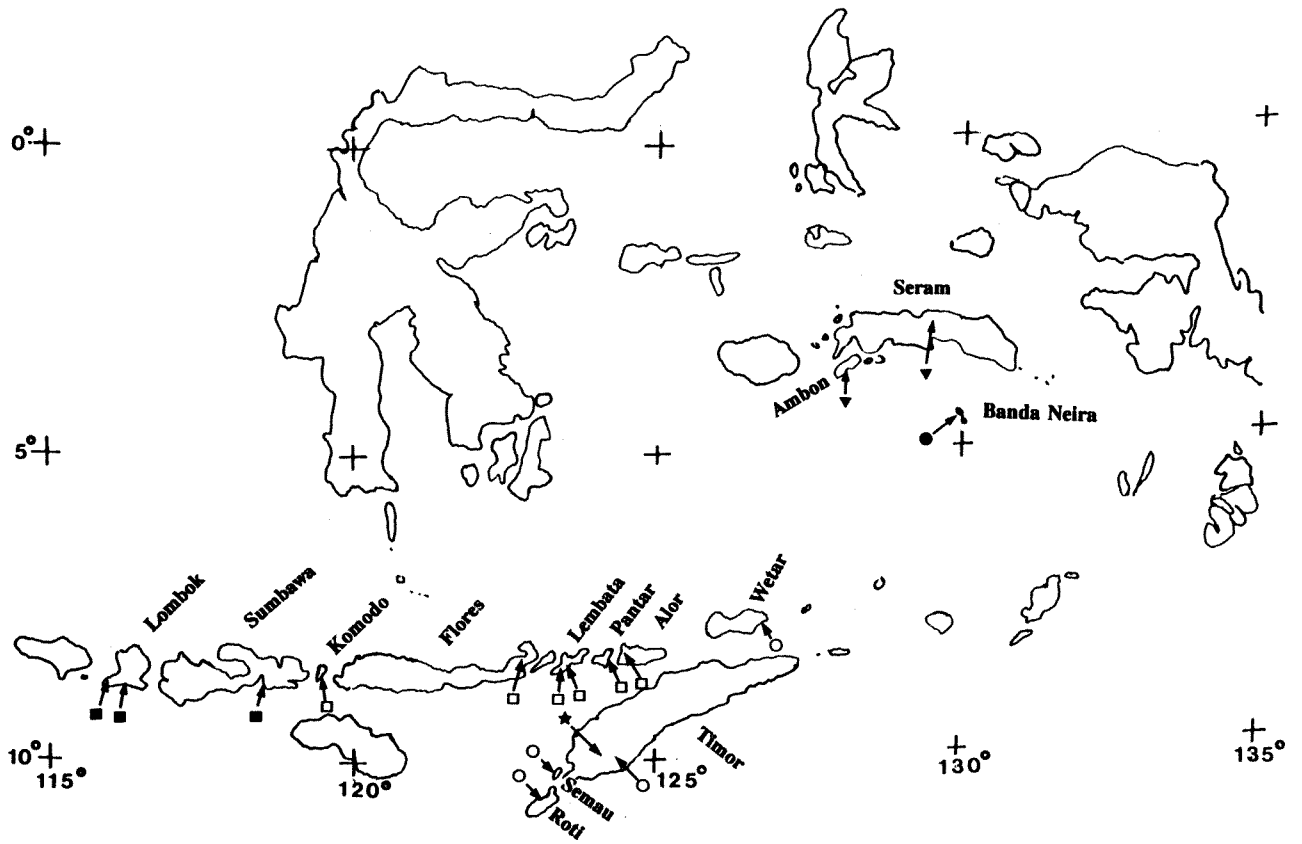 0°
Seram
Ambon
Banda Neira
5°
Lombok
Sumbawa
Komodo
Flores
Lembata
Pantar
Alor
Wetar
Timor
Semau
Roti
10°
115°
120°
125°
130°
135°